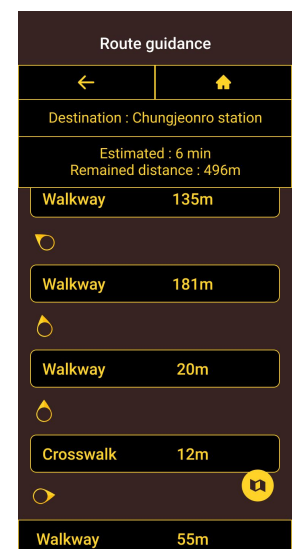 Route guidance
Destination : Chungjeonro station
Estimated : 6 min
Remained distance : 496m
Walkway 135m
Walkway 181m
Walkway 20m
Crosswalk 12m
Walkway 55m